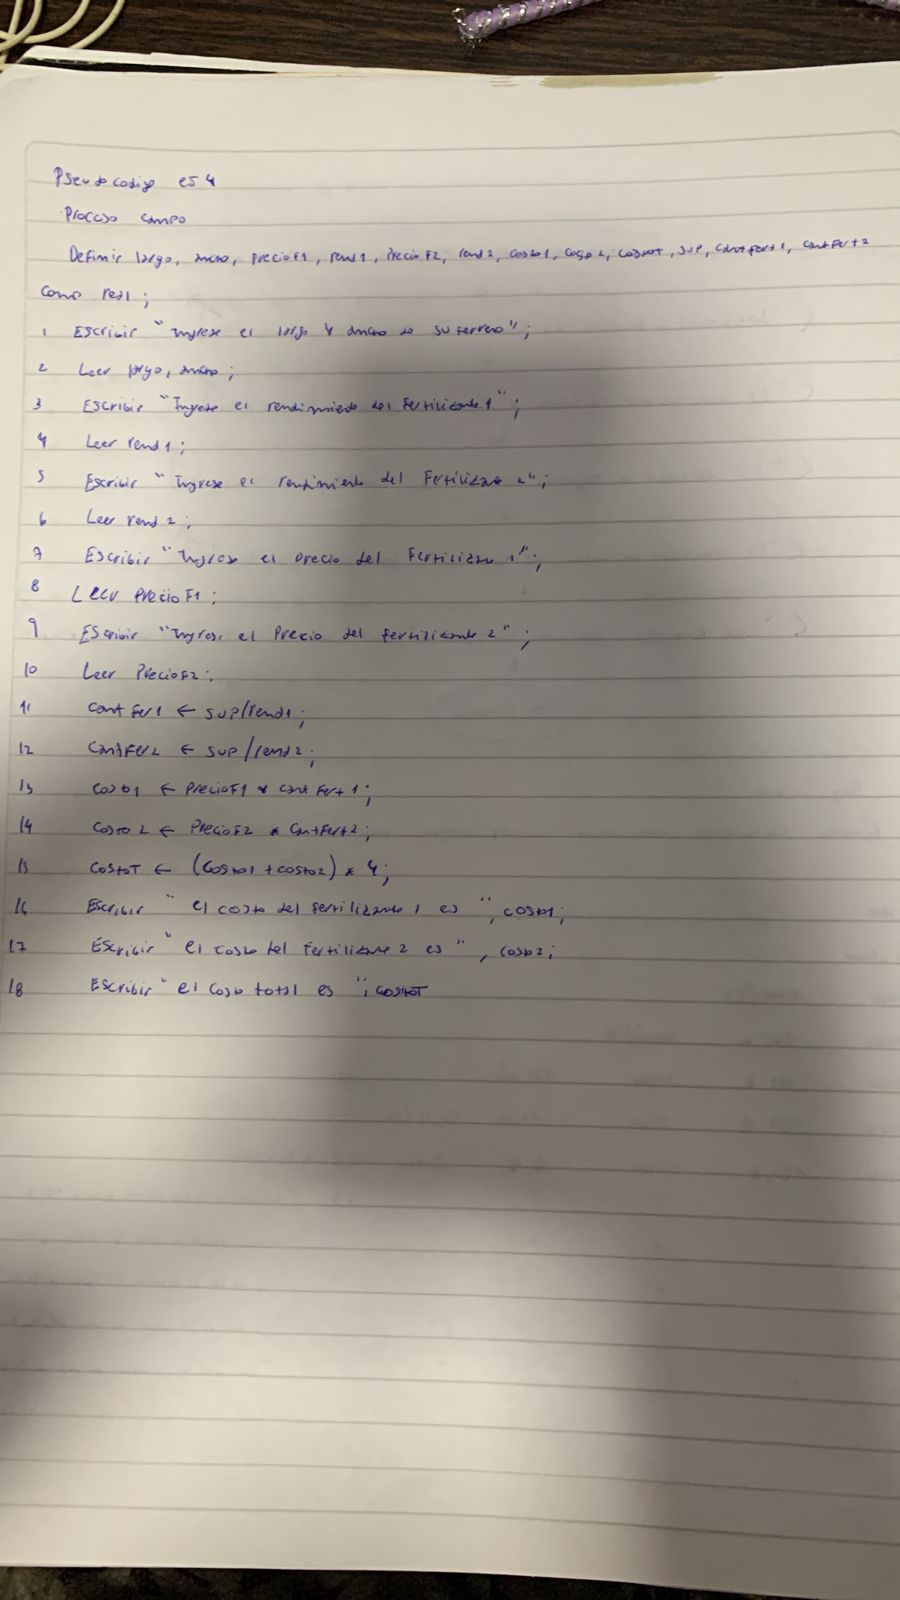 Pseudocodigo es 4
Proceso campo
Definir largo, ancho, precioF1, rend1, PrecioF2, rend2, costo1, costo2, costoT, sup, cantfert1, cantfert2
como real;
1 Escribir "Ingrese el largo y ancho de su terreno";
2 Leer largo, ancho;
3 Escribir "Ingrese el rendimiento del Fertilizante 1";
4 Leer rend1;
5 Escribir "Ingrese el rendimiento del Fertilizante 2";
6 Leer rend2;
7 Escribir "Ingrese el precio del Fertilizante 1";
8 Leer PrecioF1;
9 Escribir "Ingrese el Precio del fertilizante 2";
10 Leer PrecioF2;
11 cantfer1 ← sup/rend1;
12 cantFer2 ← sup/rend2;
13 costo1 ← PrecioF1 * cantFert1;
14 costo2 ← PrecioF2 * cantFert2;
15 costoT ← (costo1 + costo2) * 4;
16 Escribir "el costo del fertilizante 1 es ", costo1;
17 Escribir "el costo del Fertilizante 2 es ", costo2;
18 Escribir "el costo total es ", costoT